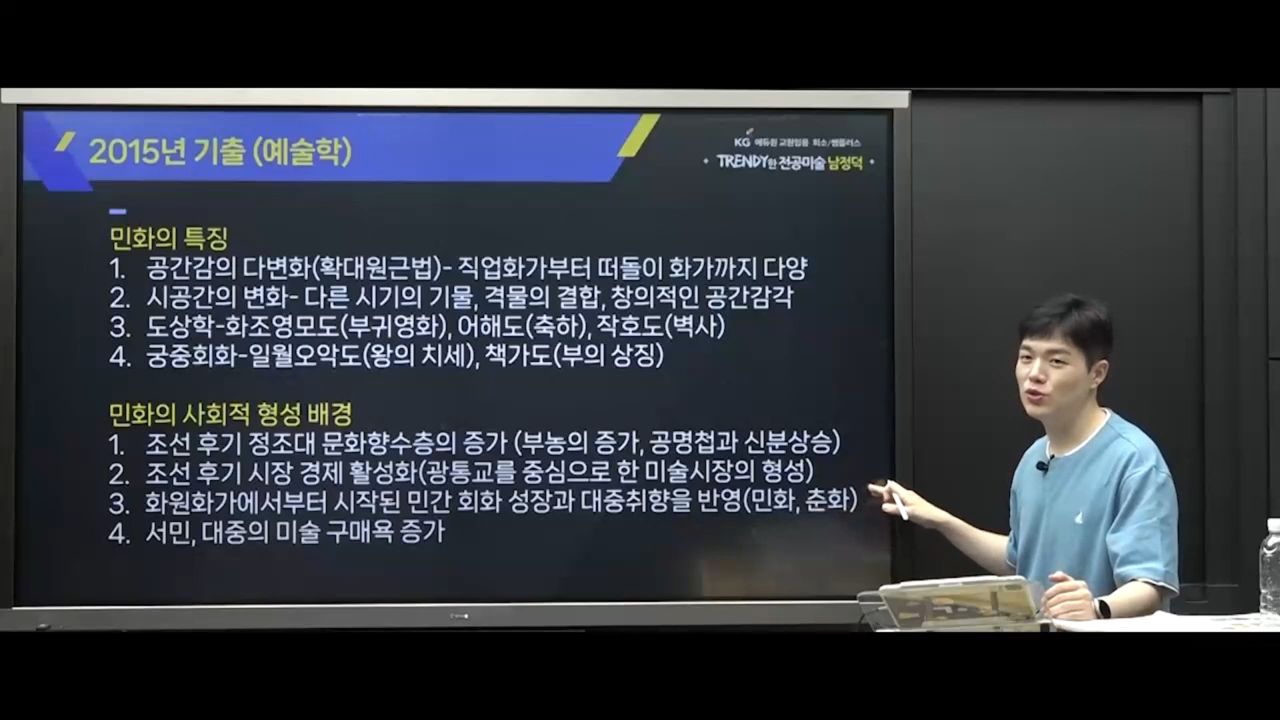 2015년 기출 (예술학)
KG 에듀원 교원임용 희소/쌤플러스
TRENDY한 전공미술 남정덕
민화의 특징
1. 공간감의 다변화(확대원근법)- 직업화가부터 떠돌이 화가까지 다양
2. 시공간의 변화- 다른 시기의 기물, 격물의 결합, 창의적인 공간감각
3. 도상학-화조영모도(부귀영화), 어해도(축하), 작호도(벽사)
4. 궁중회화-일월오악도(왕의 치세), 책가도(부의 상징)
민화의 사회적 형성 배경
1. 조선 후기 정조대 문화향수층의 증가 (부농의 증가, 공명첩과 신분상승)
2. 조선 후기 시장 경제 활성화(광통교를 중심으로 한 미술시장의 형성)
3. 화원화가에서부터 시작된 민간 회화 성장과 대중취향을 반영(민화, 춘화)
4. 서민, 대중의 미술 구매욕 증가